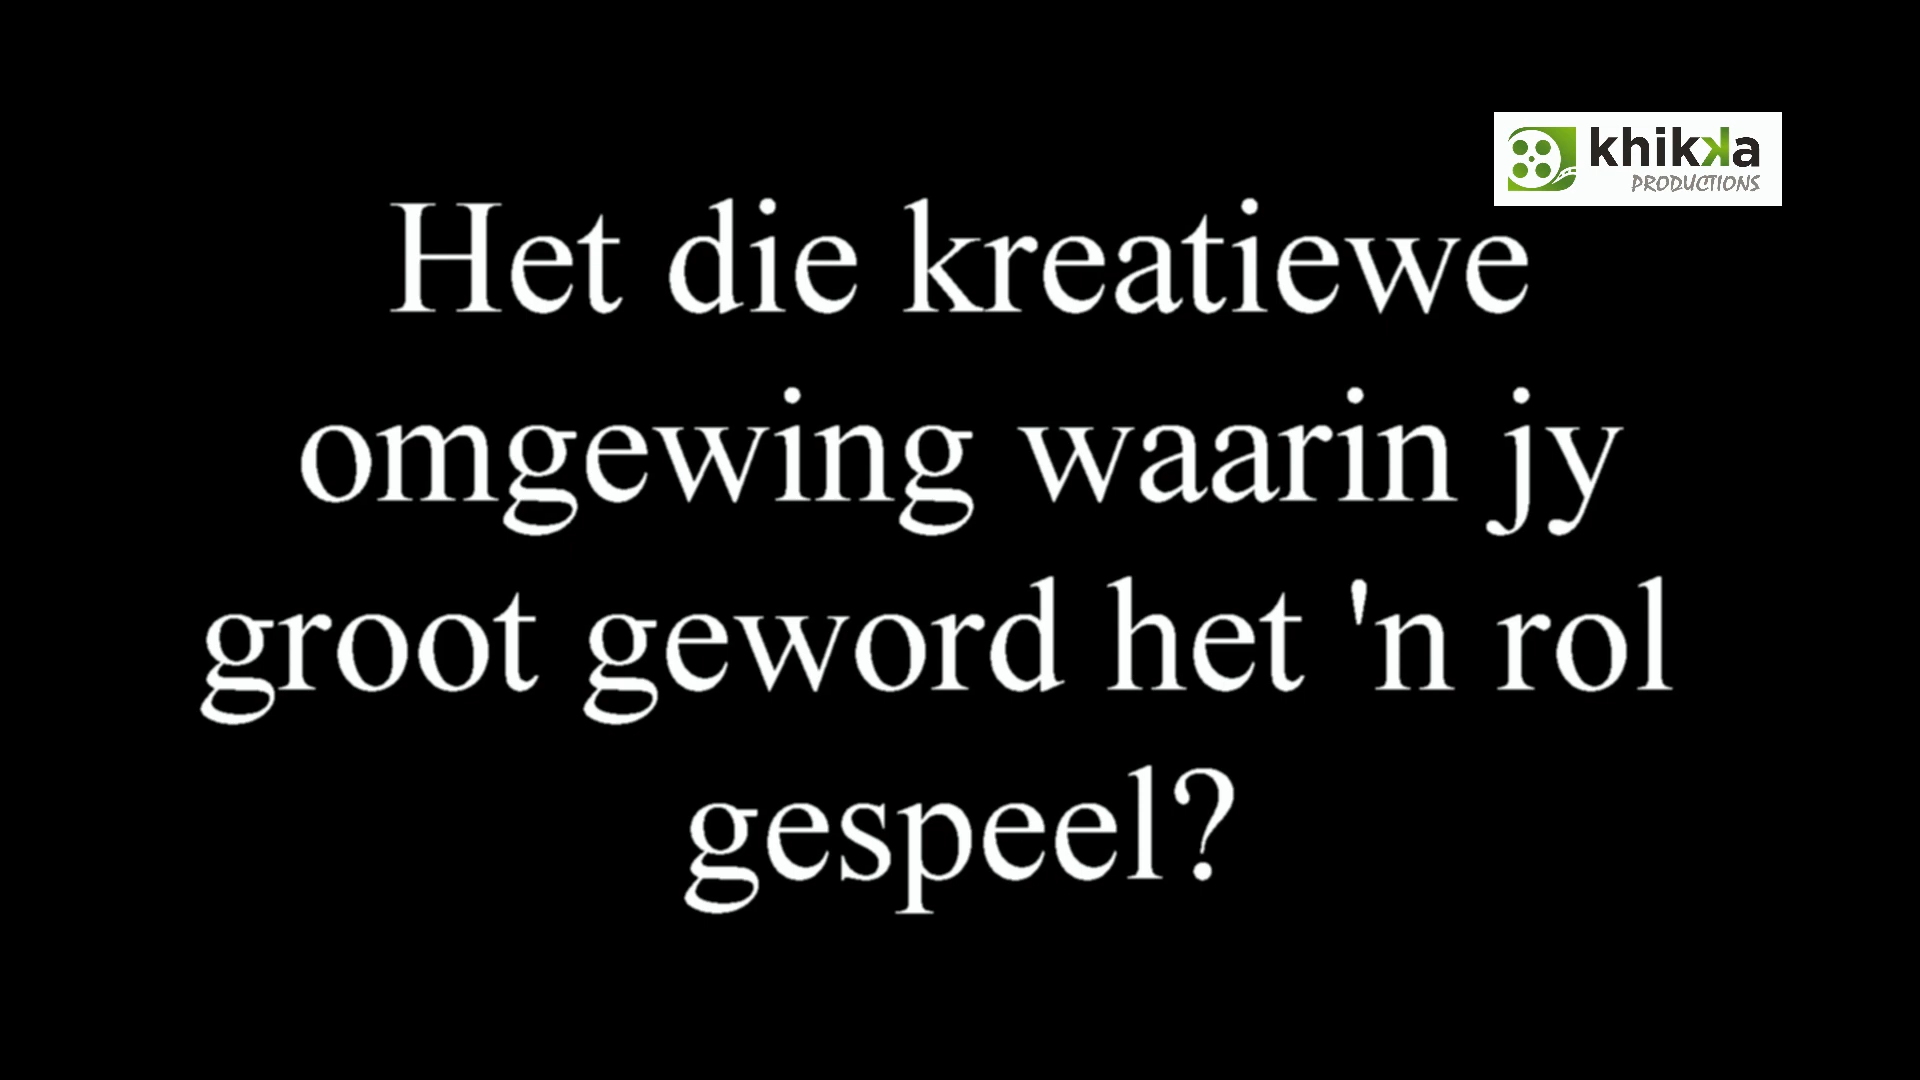 khikka
PRODUCTIONS
Het die kreatiewe
omgewing waarin jy
groot geword het 'n rol
gespeel?